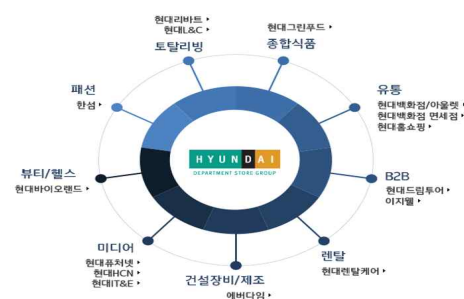 현대리바트 ▸
현대L&C ▸
토탈리빙
현대그린푸드 ▸
종합식품
패션
한섬 ▸
유통
현대백화점/아울렛 ▸
현대백화점 면세점 ▸
현대홈쇼핑 ▸
HYUNDAI
DEPARTMENT STORE GROUP
뷰티/헬스
현대바이오랜드 ▸
B2B
현대드림투어 ▸
이지웰 ▸
미디어
현대퓨처넷 ▸
현대HCN ▸
현대IT&E ▸
건설장비/제조
에버다임 ▸
렌탈
현대렌탈케어 ▸